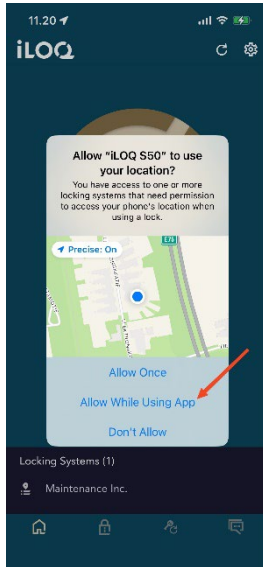 11.20
iLOQ
Allow "iLOQ S50" to use
your location?
You have access to one or more
locking systems that need permission
to access your phone's location when
using a lock.
Precise: On
E75
Allow Once
Allow While Using App
Don't Allow
Locking Systems (1)
Maintenance Inc.